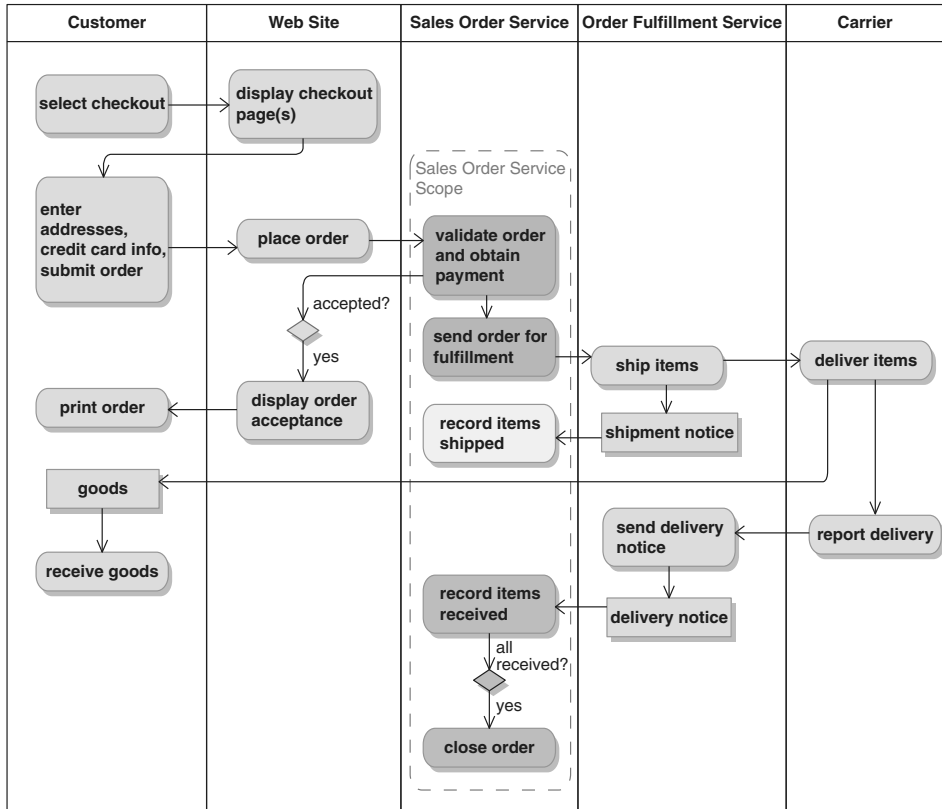 Customer
Web Site
Sales Order Service
Order Fulfillment Service
Carrier
select checkout
display checkout
page(s)
Sales Order Service
Scope
enter
addresses,
credit card info,
submit order
place order
validate order
and obtain
payment
accepted?
yes
send order for
fulfillment
ship items
deliver items
print order
display order
acceptance
record items
shipped
shipment notice
goods
send delivery
notice
report delivery
receive goods
record items
received
delivery notice
all
received?
yes
close order